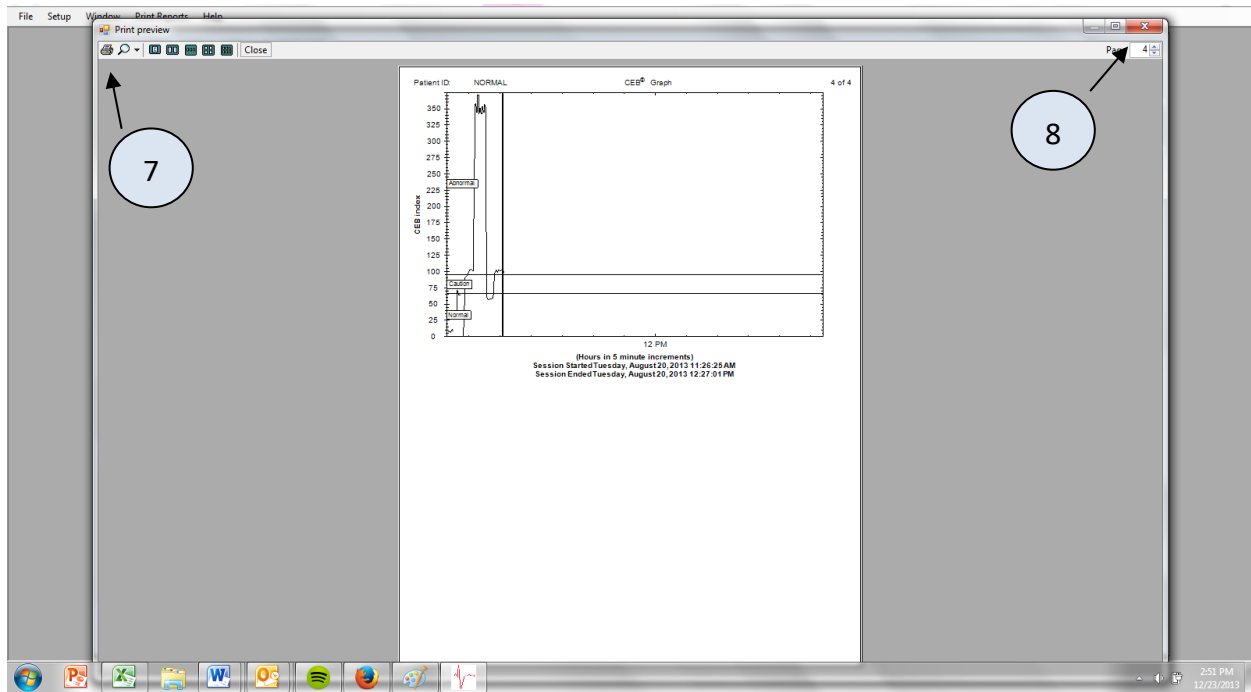 File Setup Window Print Reports Help
Print preview
Close
Page 4
Patient ID: NORMAL CEB® Graph 4 of 4
7
8
350
325
300
275
250
Abnormal
225
200
CEB index
175
150
125
100
Caution
75
50
Normal
25
0
12 PM
(Hours in 5 minute increments)
Session Started Tuesday, August 20, 2013 11:26:25 AM
Session Ended Tuesday, August 20, 2013 12:27:01 PM
2:51 PM
12/23/2013